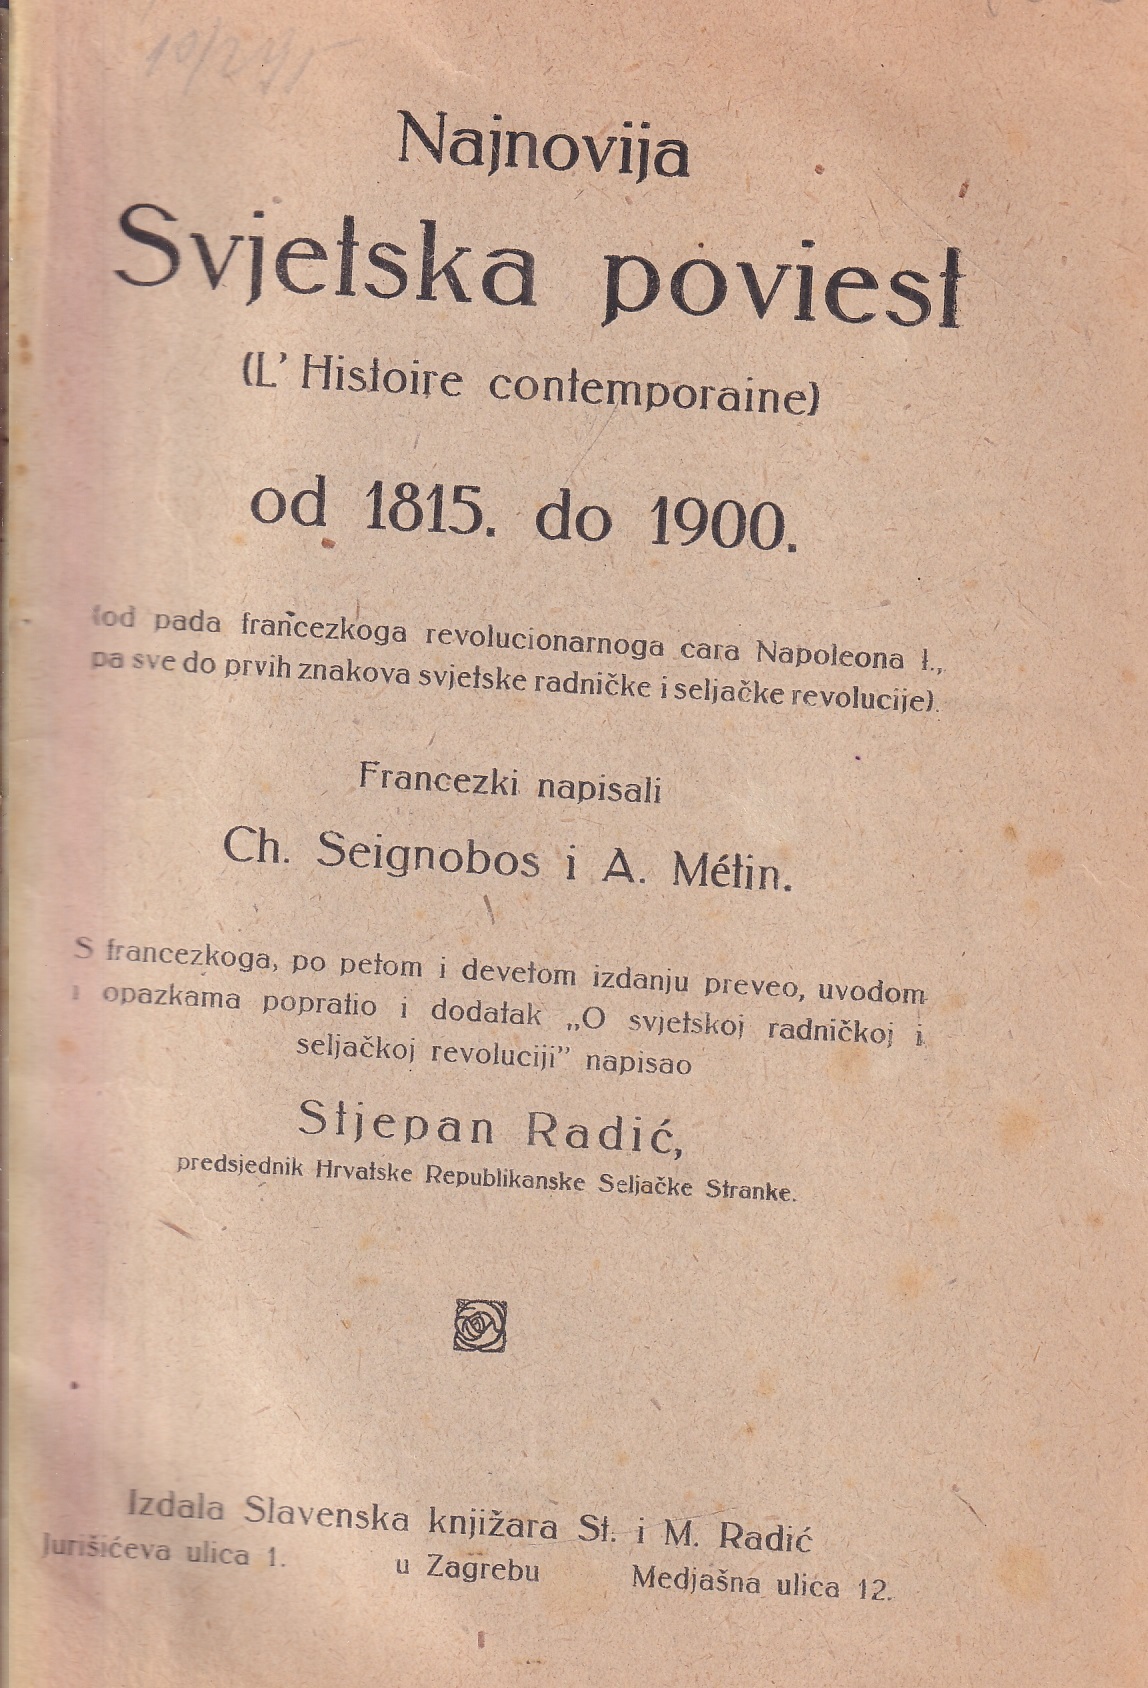 Najnovija
Svjetska poviest
(L' Histoire contemporaine)
od 1815. do 1900.
(od pada francezkoga revolucionarnoga cara Napoleona I.,
pa sve do prvih znakova svjetske radničke i seljačke revolucije).
Francezki napisali
Ch. Seignobos i A. Métin.
S francezkoga, po petom i devetom izdanju preveo, uvodom
i opazkama popratio i dodatak „O svjetskoj radničkoj i
seljačkoj revoluciji” napisao
Stjepan Radić,
predsjednik Hrvatske Republikanske Seljačke Stranke.
Izdala Slavenska knjižara St. i M. Radić
Jurišićeva ulica 1. u Zagrebu Medjašna ulica 12.